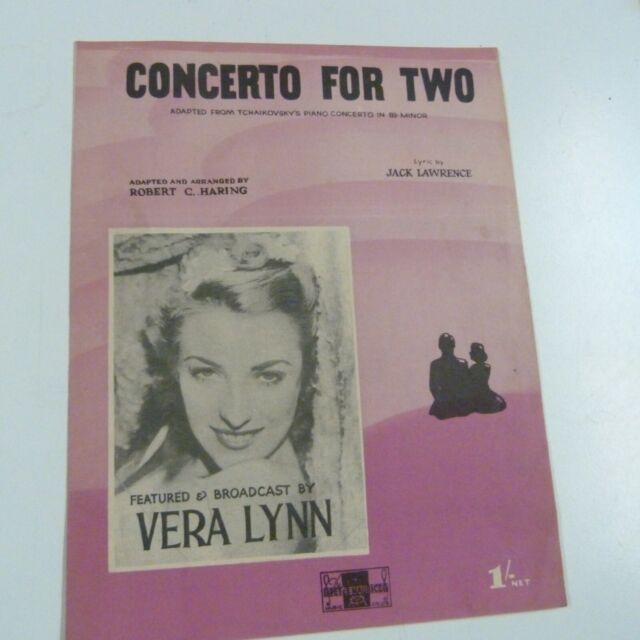 CONCERTO FOR TWO
ADAPTED FROM TCHAIKOVSKY'S PIANO CONCERTO IN Bb MINOR
Lyric by
JACK LAWRENCE
ADAPTED AND ARRANGED BY
ROBERT C. HARING
FEATURED & BROADCAST BY
VERA LYNN
1/-
NET